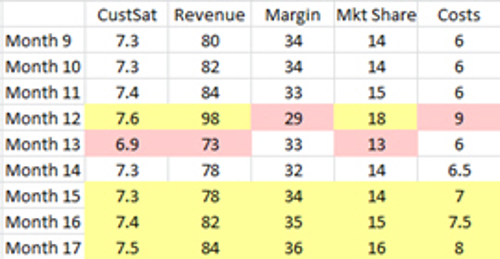 CustSat Revenue Margin Mkt Share Costs
Month 9 7.3 80 34 14 6
Month 10 7.3 82 34 14 6
Month 11 7.4 84 33 15 6
Month 12 7.6 98 29 18 9
Month 13 6.9 73 33 13 6
Month 14 7.3 78 32 14 6.5
Month 15 7.3 78 34 14 7
Month 16 7.4 82 35 15 7.5
Month 17 7.5 84 36 16 8